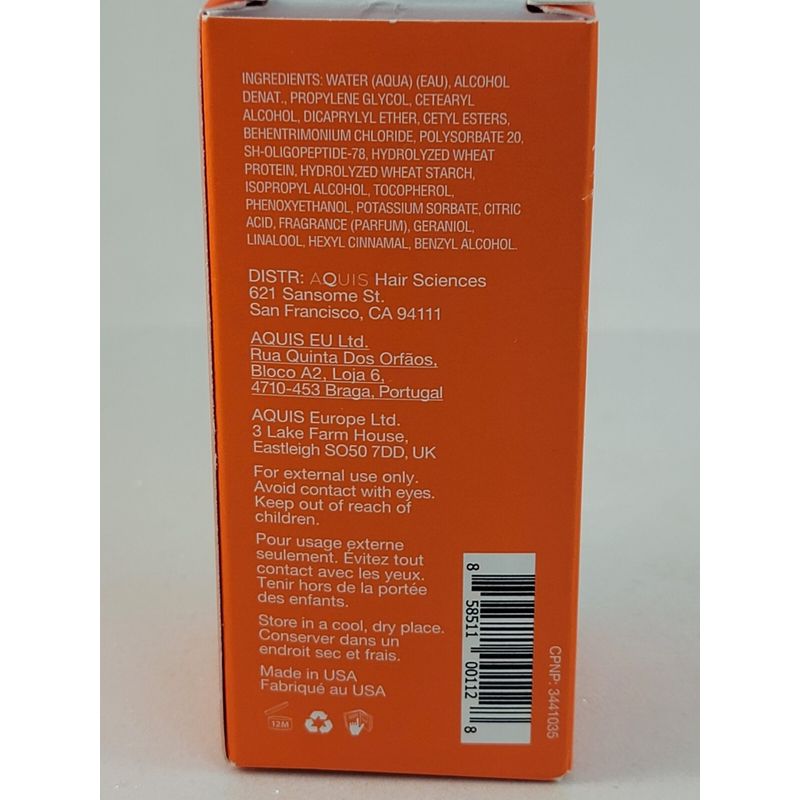 INGREDIENTS: WATER (AQUA) (EAU), ALCOHOL
DENAT., PROPYLENE GLYCOL, CETEARYL
ALCOHOL, DICAPRYLYL ETHER, CETYL ESTERS,
BEHENTRIMONIUM CHLORIDE, POLYSORBATE 20,
SH-OLIGOPEPTIDE-78, HYDROLYZED WHEAT
PROTEIN, HYDROLYZED WHEAT STARCH,
ISOPROPYL ALCOHOL, TOCOPHEROL,
PHENOXYETHANOL, POTASSIUM SORBATE, CITRIC
ACID, FRAGRANCE (PARFUM), GERANIOL,
LINALOOL, HEXYL CINNAMAL, BENZYL ALCOHOL.
DISTR: AQUIS Hair Sciences
621 Sansome St.
San Francisco, CA 94111
AQUIS EU Ltd.
Rua Quinta Dos Orfãos,
Bloco A2, Loja 6,
4710-453 Braga, Portugal
AQUIS Europe Ltd.
3 Lake Farm House,
Eastleigh SO50 7DD, UK
For external use only.
Avoid contact with eyes.
Keep out of reach of
children.
Pour usage externe
seulement. Évitez tout
contact avec les yeux.
Tenir hors de la portée
des enfants.
Store in a cool, dry place.
Conserver dans un
endroit sec et frais.
Made in USA
Fabriqué au USA
12M
8 58511 00112 8
CPNP: 3441035